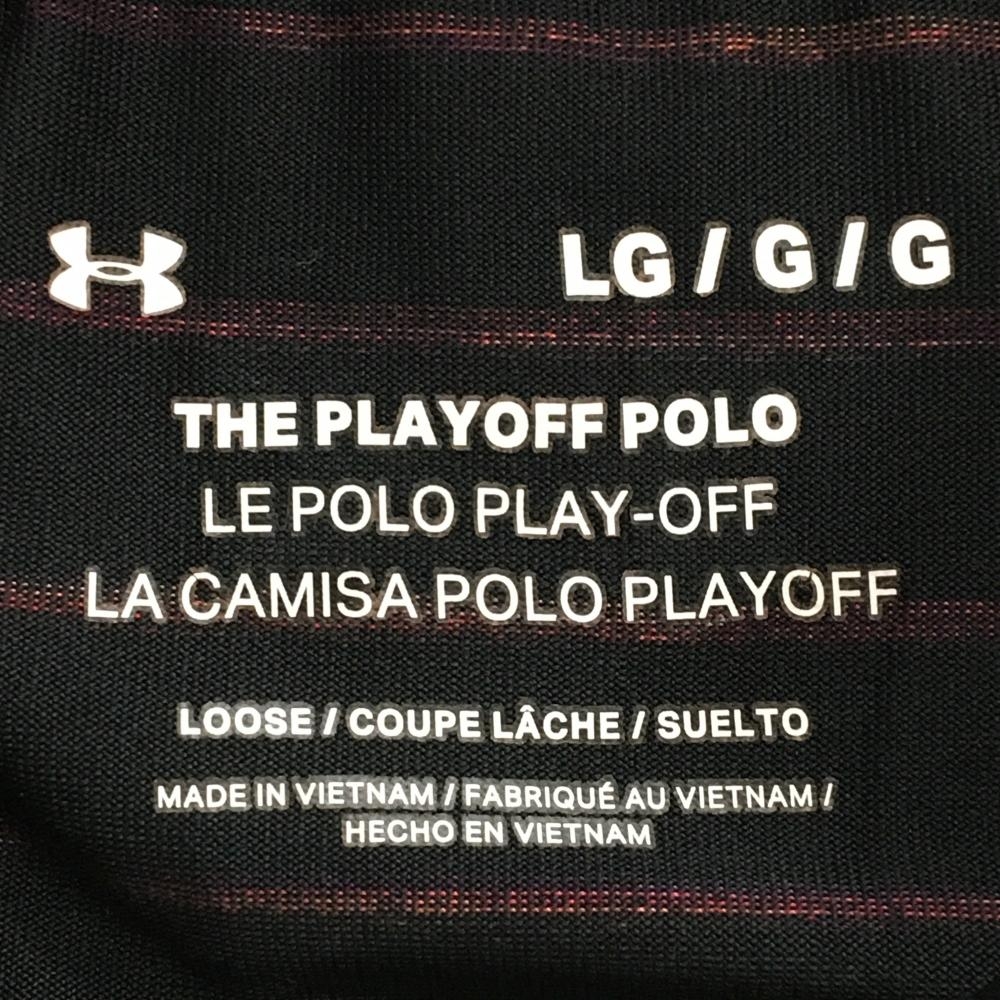 LG / G / G
THE PLAYOFF POLO
LE POLO PLAY-OFF
LA CAMISA POLO PLAYOFF
LOOSE / COUPE LÂCHE / SUELTO
MADE IN VIETNAM / FABRIQUÉ AU VIETNAM /
HECHO EN VIETNAM